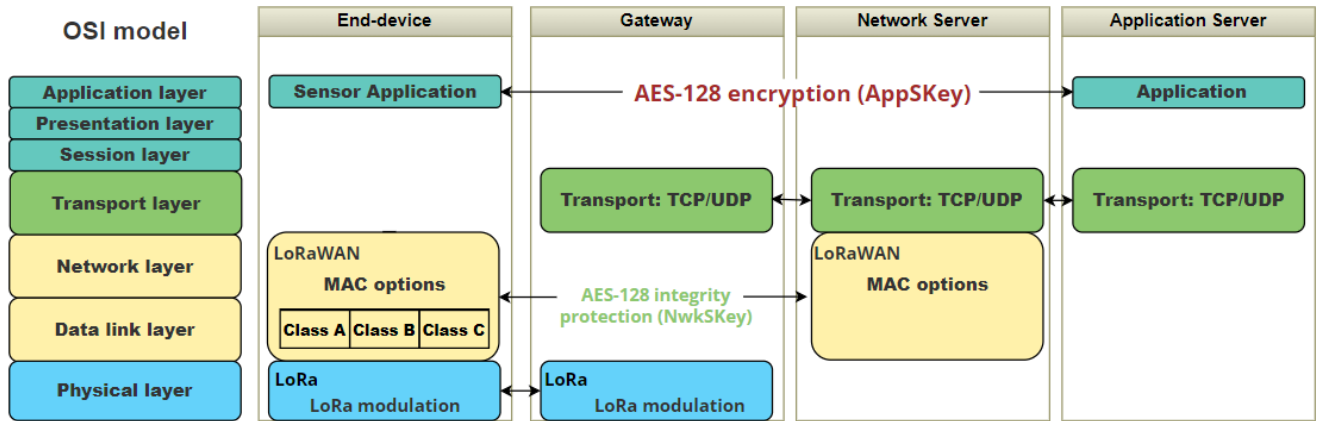 OSI model
End-device
Gateway
Network Server
Application Server
Application layer
Sensor Application
AES-128 encryption (AppSKey)
Application
Presentation layer
Session layer
Transport layer
Transport: TCP/UDP
Transport: TCP/UDP
Transport: TCP/UDP
Network layer
LoRaWAN
MAC options
LoRaWAN
MAC options
Data link layer
Class A
Class B
Class C
AES-128 integrity
protection (NwkSKey)
Physical layer
LoRa
LoRa modulation
LoRa
LoRa modulation